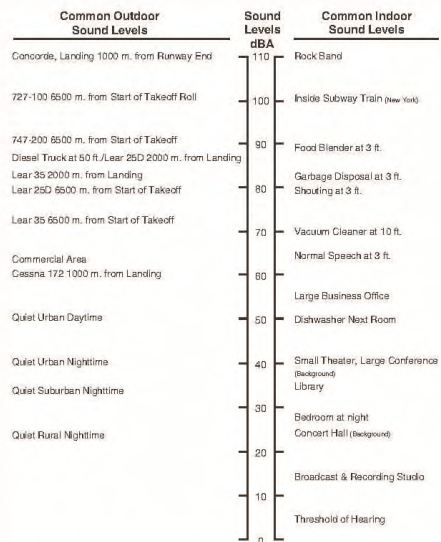 Common Outdoor
Sound Levels
Sound
Levels
dBA
Common Indoor
Sound Levels
Concorde, Landing 1000 m. from Runway End
110
Rock Band
727-100 6500 m. from Start of Takeoff Roll
100
Inside Subway Train (New York)
747-200 6500 m. from Start of Takeoff
90
Food Blender at 3 ft.
Diesel Truck at 50 ft./Lear 25D 2000 m. from Landing
Lear 35 2000 m. from Landing
Garbage Disposal at 3 ft.
Lear 25D 6500 m. from Start of Takeoff
80
Shouting at 3 ft.
Lear 35 6500 m. from Start of Takeoff
70
Vacuum Cleaner at 10 ft.
Commercial Area
Normal Speech at 3 ft.
Cessna 172 1000 m. from Landing
60
Large Business Office
Quiet Urban Daytime
50
Dishwasher Next Room
Quiet Urban Nighttime
40
Small Theater, Large Conference
(Background)
Library
Quiet Suburban Nighttime
30
Bedroom at night
Quiet Rural Nighttime
Concert Hall (Background)
20
Broadcast & Recording Studio
10
Threshold of Hearing
0